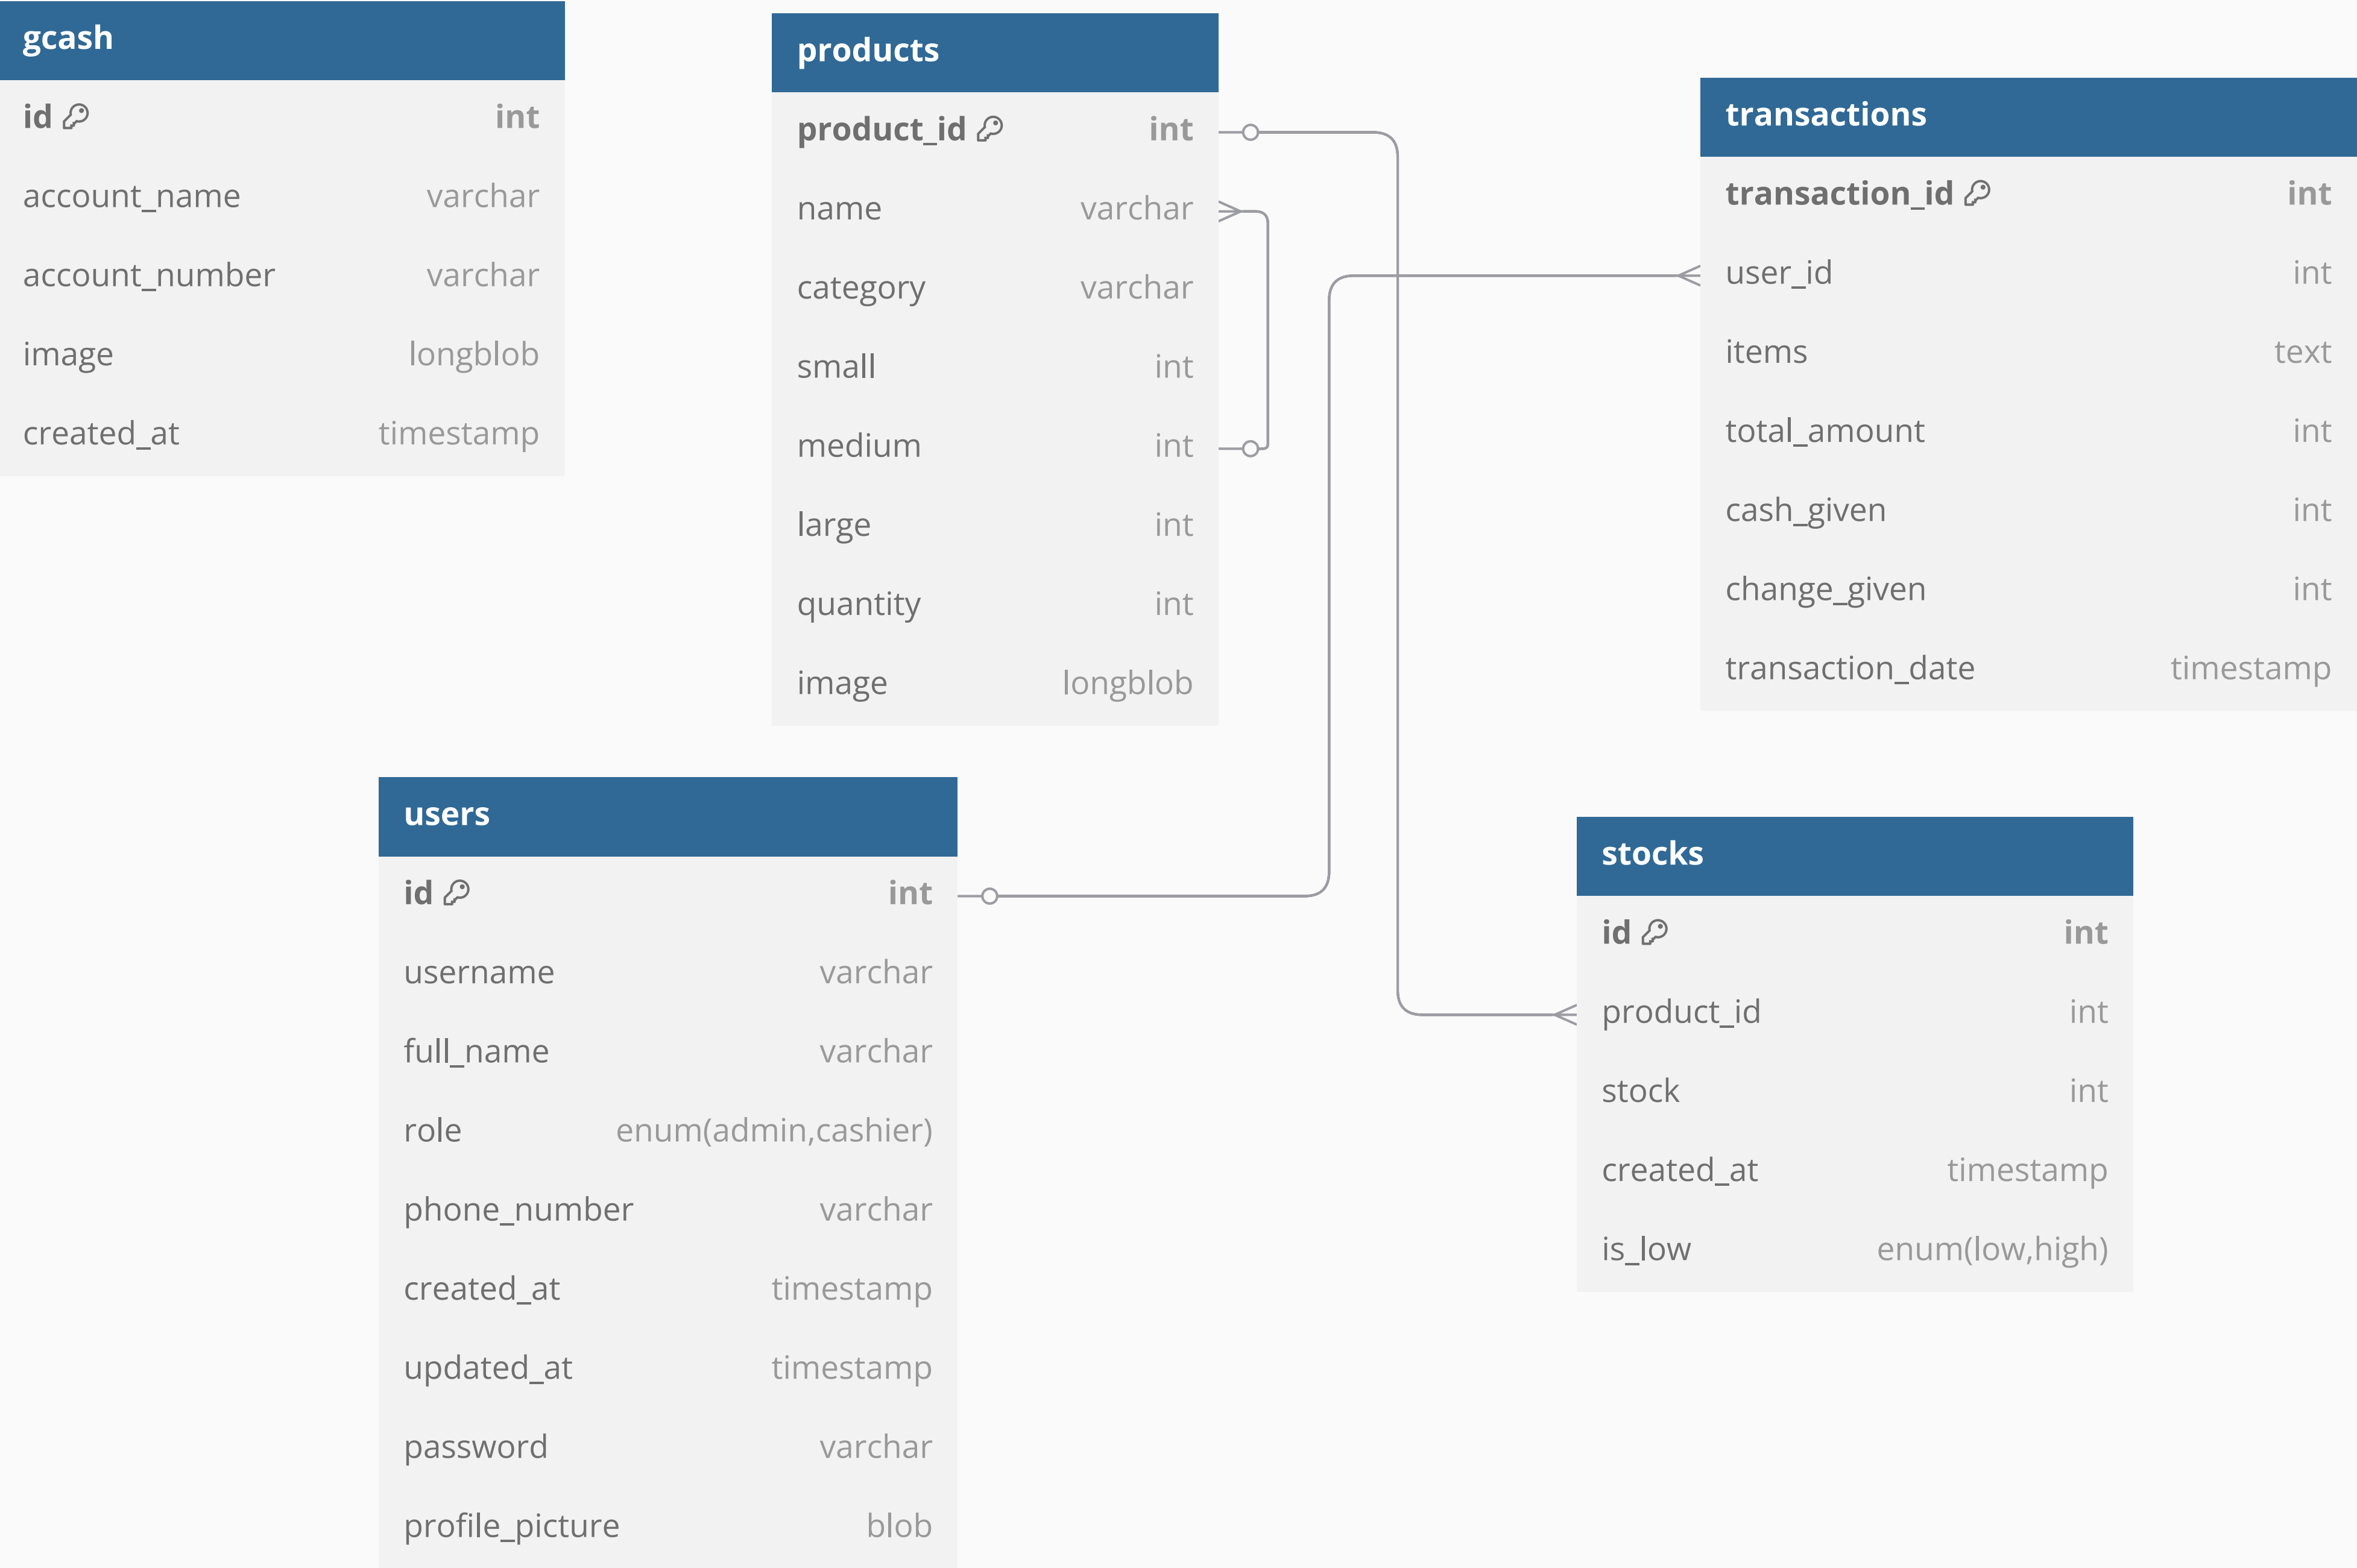 gcash
id int
account_name varchar
account_number varchar
image longblob
created_at timestamp
products
product_id int
name varchar
category varchar
small int
medium int
large int
quantity int
image longblob
transactions
transaction_id int
user_id int
items text
total_amount int
cash_given int
change_given int
transaction_date timestamp
users
id int
username varchar
full_name varchar
role enum(admin,cashier)
phone_number varchar
created_at timestamp
updated_at timestamp
password varchar
profile_picture blob
stocks
id int
product_id int
stock int
created_at timestamp
is_low enum(low,high)